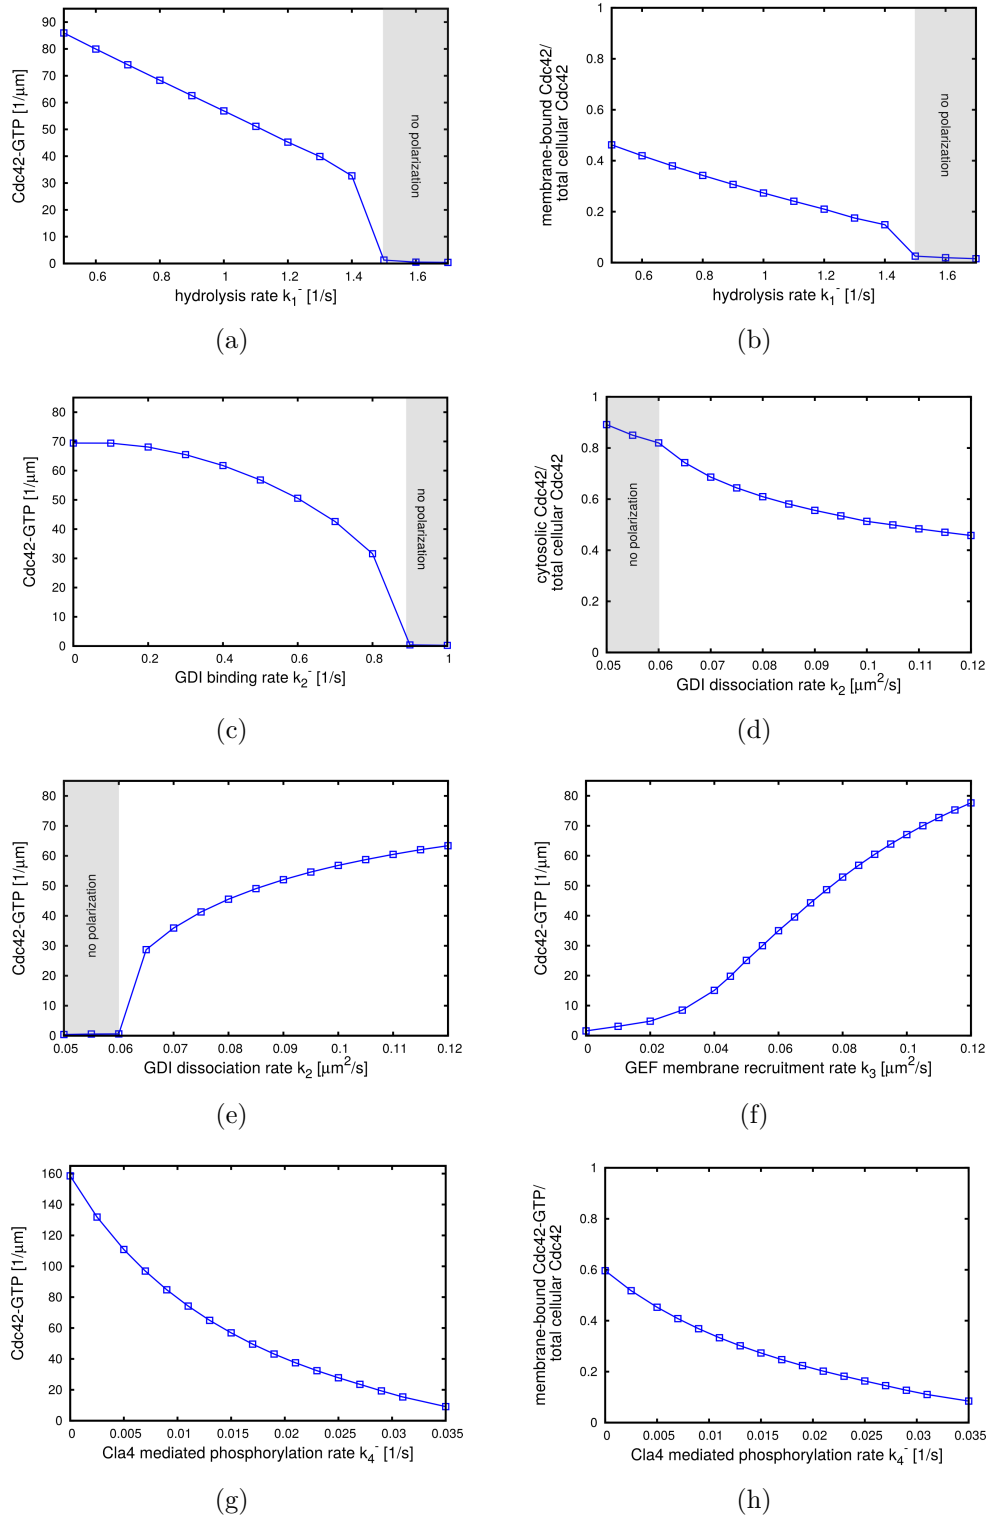 Cdc42-GTP [1/μm]
90
80
70
60
50
40
30
20
10
0
no polarization
0.6 0.8 1 1.2 1.4 1.6
hydrolysis rate k₁⁻ [1/s]
(a)
membrane-bound Cdc42/
total cellular Cdc42
1
0.8
0.6
0.4
0.2
0
no polarization
0.6 0.8 1 1.2 1.4 1.6
hydrolysis rate k₁⁻ [1/s]
(b)
Cdc42-GTP [1/μm]
80
70
60
50
40
30
20
10
0
no polarization
0 0.2 0.4 0.6 0.8 1
GDI binding rate k₂⁻ [1/s]
(c)
cytosolic Cdc42/
total cellular Cdc42
1
0.8
0.6
0.4
0.2
0
no polarization
0.05 0.06 0.07 0.08 0.09 0.1 0.11 0.12
GDI dissociation rate k₂ [μm²/s]
(d)
Cdc42-GTP [1/μm]
80
70
60
50
40
30
20
10
0
no polarization
0.05 0.06 0.07 0.08 0.09 0.1 0.11 0.12
GDI dissociation rate k₂ [μm²/s]
(e)
Cdc42-GTP [1/μm]
80
70
60
50
40
30
20
10
0
0 0.02 0.04 0.06 0.08 0.1 0.12
GEF membrane recruitment rate k₃ [μm²/s]
(f)
Cdc42-GTP [1/μm]
160
140
120
100
80
60
40
20
0
0 0.005 0.01 0.015 0.02 0.025 0.03 0.035
Cla4 mediated phosphorylation rate k₄⁻ [1/s]
(g)
membrane-bound Cdc42-GTP/
total cellular Cdc42
1
0.8
0.6
0.4
0.2
0
0 0.005 0.01 0.015 0.02 0.025 0.03 0.035
Cla4 mediated phosphorylation rate k₄⁻ [1/s]
(h)